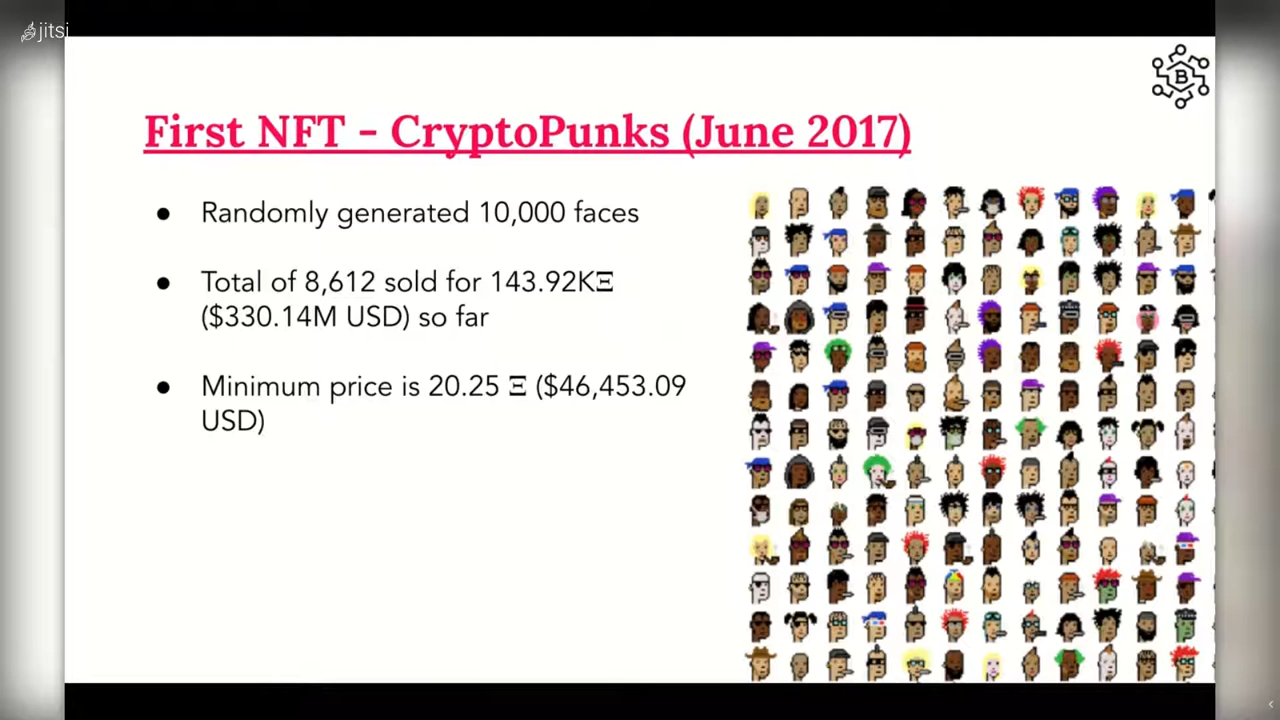 jitsi
First NFT - CryptoPunks (June 2017)
● Randomly generated 10,000 faces
● Total of 8,612 sold for 143.92KΞ
($330.14M USD) so far
● Minimum price is 20.25 Ξ ($46,453.09
USD)
B